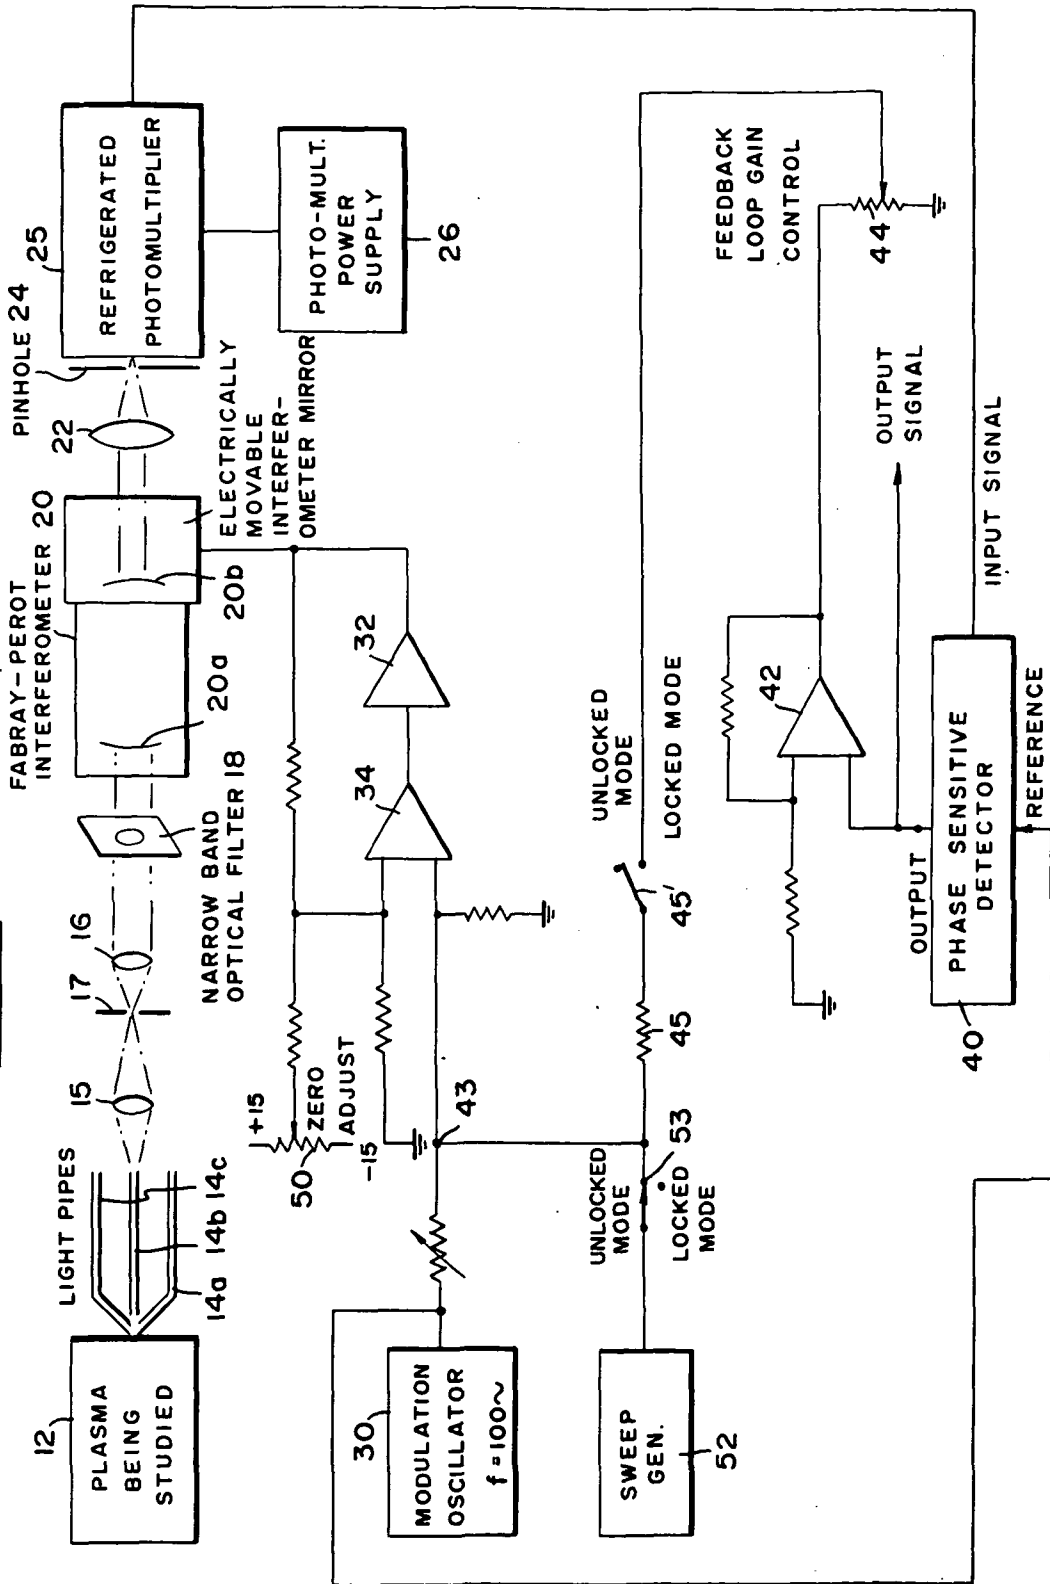 12
PLASMA
BEING
STUDIED
LIGHT PIPES
14a
14b
14c
15
17
16
NARROW BAND
OPTICAL FILTER 18
FABRAY-PEROT
INTERFEROMETER 20
20a
20b
22
PINHOLE 24
25
REFRIGERATED
PHOTOMULTIPLIER
ELECTRICALLY
MOVABLE
INTERFER-
OMETER MIRROR
PHOTO-MULT.
POWER
SUPPLY
26
+15
50
ZERO
ADJUST
-15
34
32
30
MODULATION
OSCILLATOR
f=100~
43
SWEEP
GEN.
52
UNLOCKED
MODE
53
LOCKED
MODE
45
45'
UNLOCKED
MODE
LOCKED MODE
FEEDBACK
LOOP GAIN
CONTROL
44
42
OUTPUT
SIGNAL
OUTPUT
INPUT SIGNAL
40
PHASE SENSITIVE
DETECTOR
REFERENCE